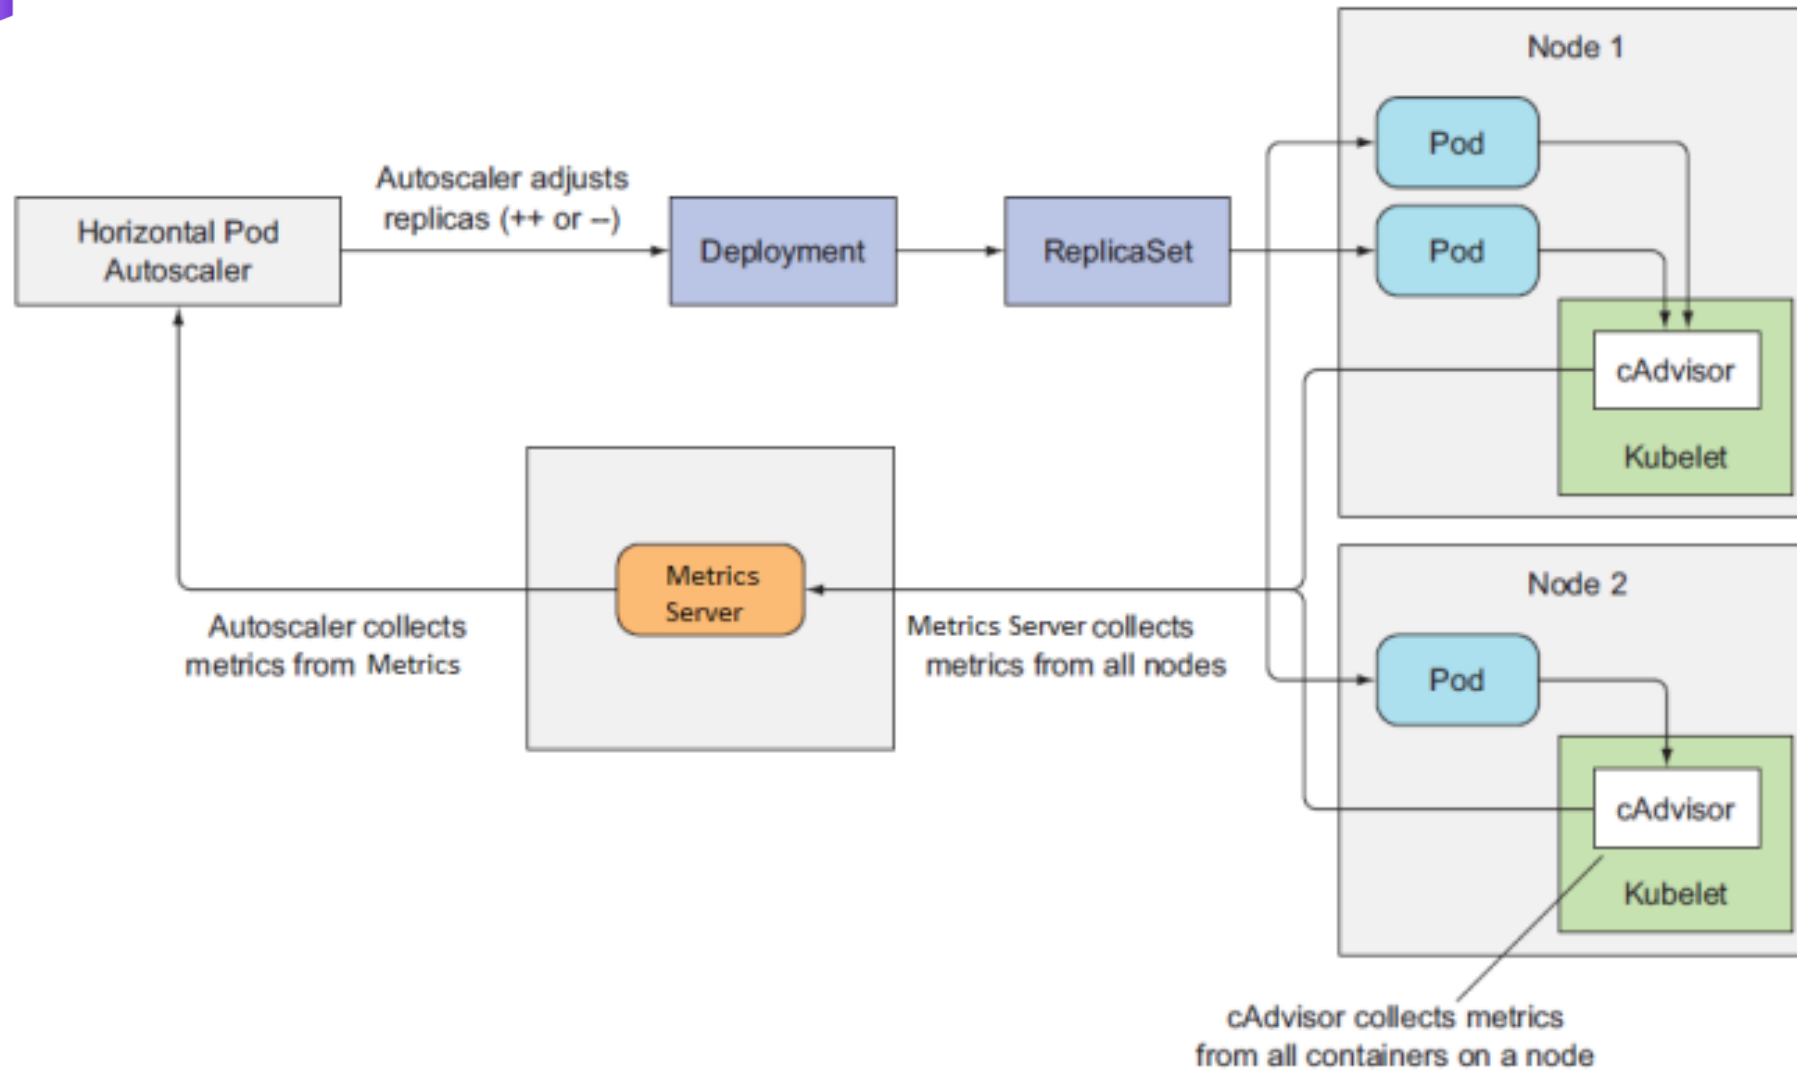 Node 1
Pod
Autoscaler adjusts
replicas (++ or --)
Horizontal Pod
Autoscaler
Deployment
ReplicaSet
Pod
cAdvisor
Kubelet
Metrics
Server
Node 2
Autoscaler collects
metrics from Metrics
Metrics Server collects
metrics from all nodes
Pod
cAdvisor
Kubelet
cAdvisor collects metrics
from all containers on a node